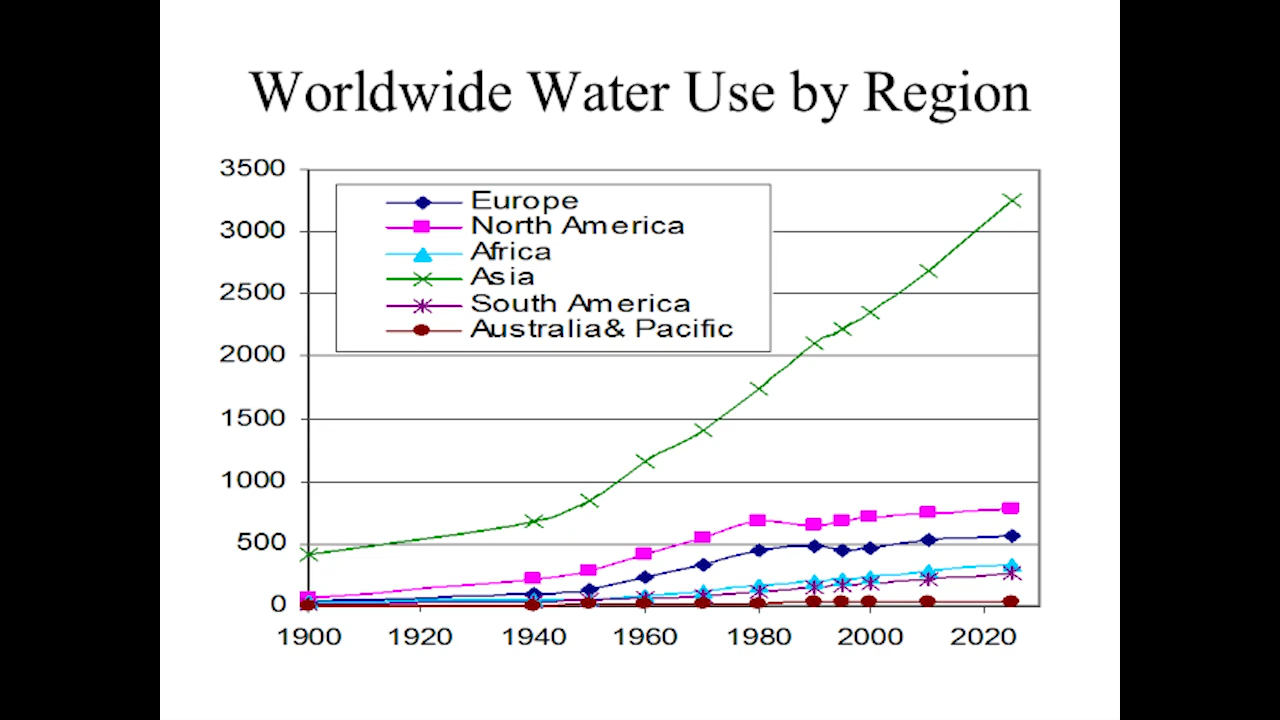 Worldwide Water Use by Region
3500
3000
2500
2000
1500
1000
500
0
Europe
North America
Africa
Asia
South America
Australia& Pacific
1900 1920 1940 1960 1980 2000 2020